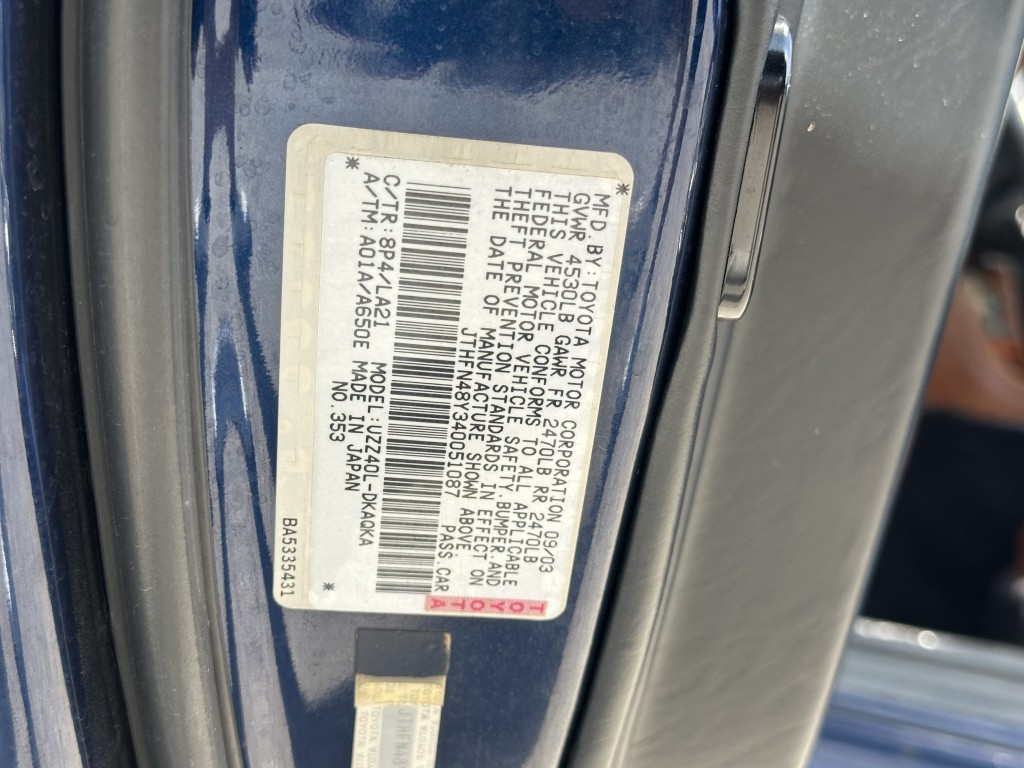 MFD.BY:TOYOTA MOTOR CORPORATION 09/03
GVWR 4530LB GAWR FR 2470LB RR 2470LB
THIS VEHICLE CONFORMS TO ALL APPLICABLE
FEDERAL MOTOR VEHICLE SAFETY,BUMPER,AND
THEFT PREVENTION STANDARDS IN EFFECT ON
THE DATE OF MANUFACTURE SHOWN ABOVE.
JTHFN48Y340051087 PASS.CAR
C/TR:8P4/LA21 MODEL:UZZ40L-DKAQKA
A/TM:A01A/A650E MADE IN JAPAN
NO.353
BA5335431
TOYOTA